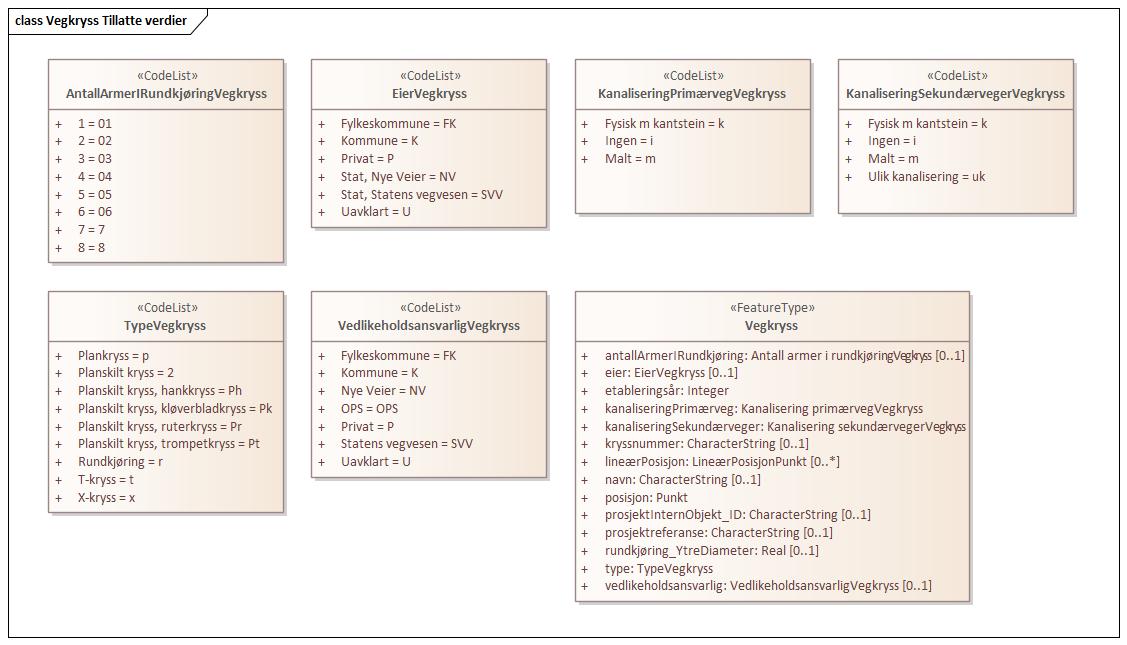 class Vegkryss Tillatte verdier
«CodeList»
AntallArmerIRundkjøringVegkryss
+ 1 = 01
+ 2 = 02
+ 3 = 03
+ 4 = 04
+ 5 = 05
+ 6 = 06
+ 7 = 7
+ 8 = 8
«CodeList»
EierVegkryss
+ Fylkeskommune = FK
+ Kommune = K
+ Privat = P
+ Stat, Nye Veier = NV
+ Stat, Statens vegvesen = SVV
+ Uavklart = U
«CodeList»
KanaliseringPrimærvegVegkryss
+ Fysisk m kantstein = k
+ Ingen = i
+ Malt = m
«CodeList»
KanaliseringSekundærvegerVegkryss
+ Fysisk m kantstein = k
+ Ingen = i
+ Malt = m
+ Ulik kanalisering = uk
«CodeList»
TypeVegkryss
+ Plankryss = p
+ Planskilt kryss = 2
+ Planskilt kryss, hankkryss = Ph
+ Planskilt kryss, kløverbladkryss = Pk
+ Planskilt kryss, ruterkryss = Pr
+ Planskilt kryss, trompetkryss = Pt
+ Rundkjøring = r
+ T-kryss = t
+ X-kryss = x
«CodeList»
VedlikeholdsansvarligVegkryss
+ Fylkeskommune = FK
+ Kommune = K
+ Nye Veier = NV
+ OPS = OPS
+ Privat = P
+ Statens vegvesen = SVV
+ Uavklart = U
«FeatureType»
Vegkryss
+ antallArmerIRundkjøring: Antall armer i rundkjøringVegkryss [0..1]
+ eier: EierVegkryss [0..1]
+ etableringsår: Integer
+ kanaliseringPrimærveg: Kanalisering primærvegVegkryss
+ kanaliseringSekundærveger: Kanalisering sekundærvegerVegkryss
+ kryssnummer: CharacterString [0..1]
+ lineærPosisjon: LineærPosisjonPunkt [0..*]
+ navn: CharacterString [0..1]
+ posisjon: Punkt
+ prosjektInternObjekt_ID: CharacterString [0..1]
+ prosjektreferanse: CharacterString [0..1]
+ rundkjøring_YtreDiameter: Real [0..1]
+ type: TypeVegkryss
+ vedlikeholdsansvarlig: VedlikeholdsansvarligVegkryss [0..1]